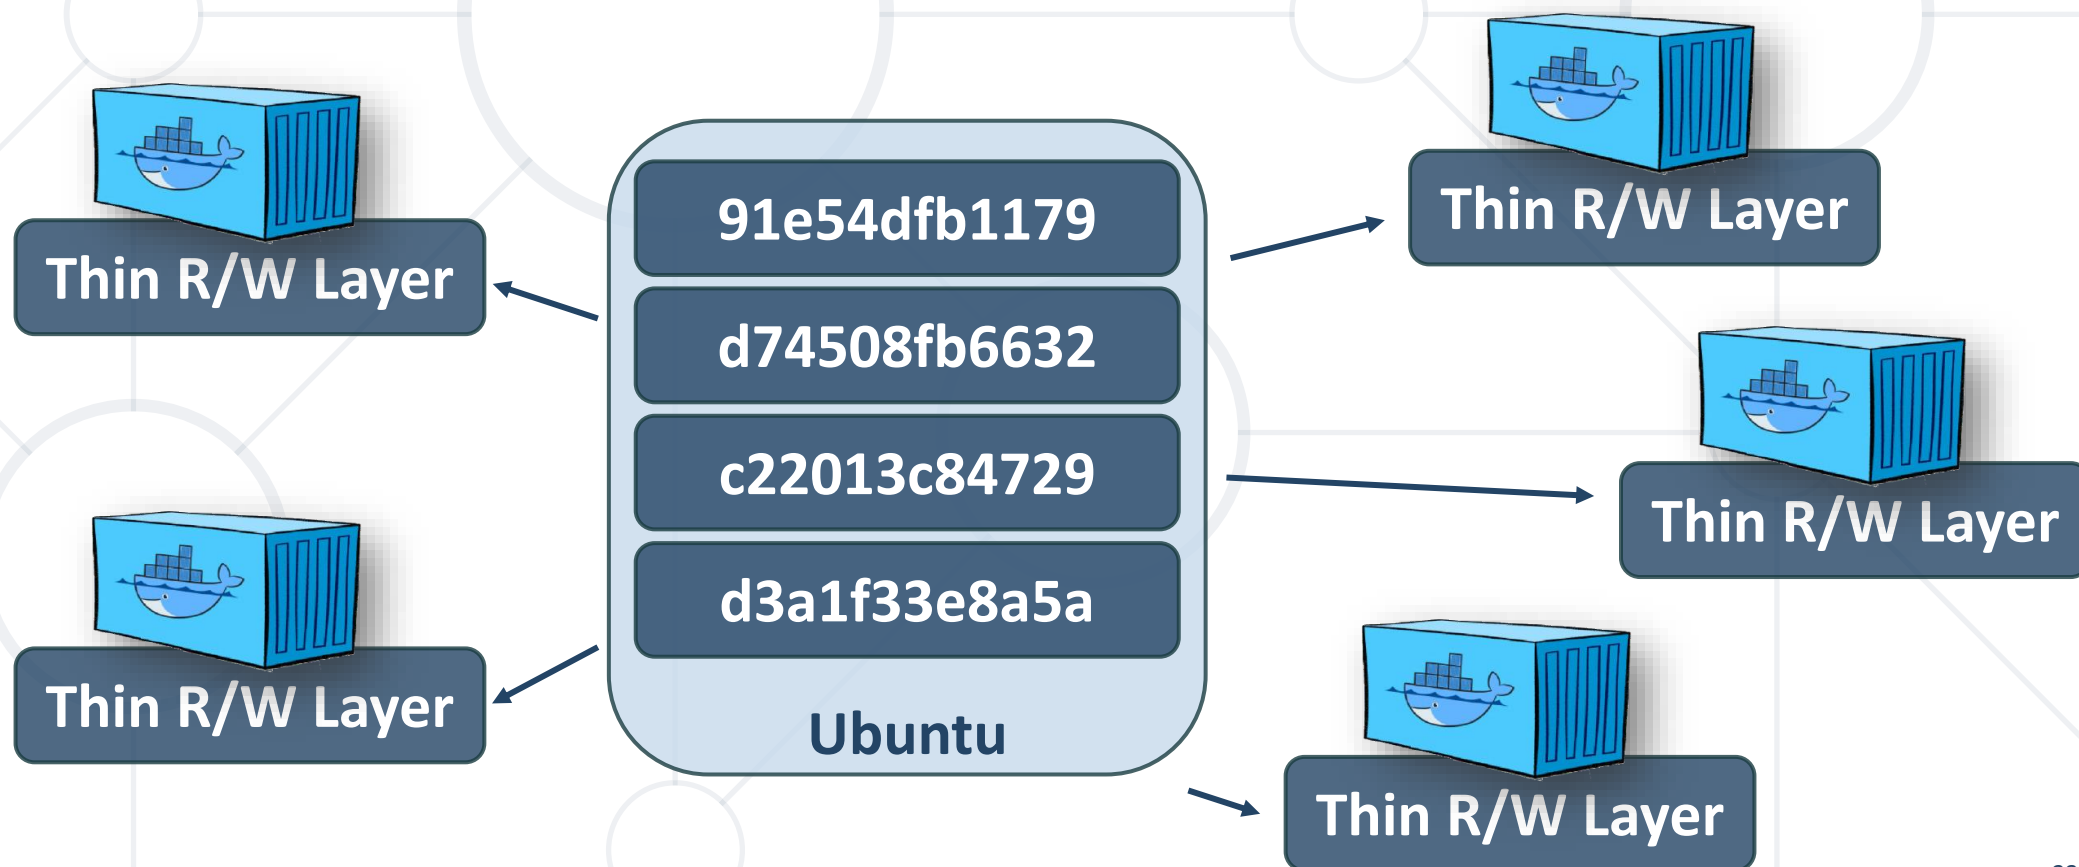 Thin R/W Layer
Thin R/W Layer
91e54dfb1179
d74508fb6632
c22013c84729
d3a1f33e8a5a
Ubuntu
Thin R/W Layer
Thin R/W Layer
Thin R/W Layer